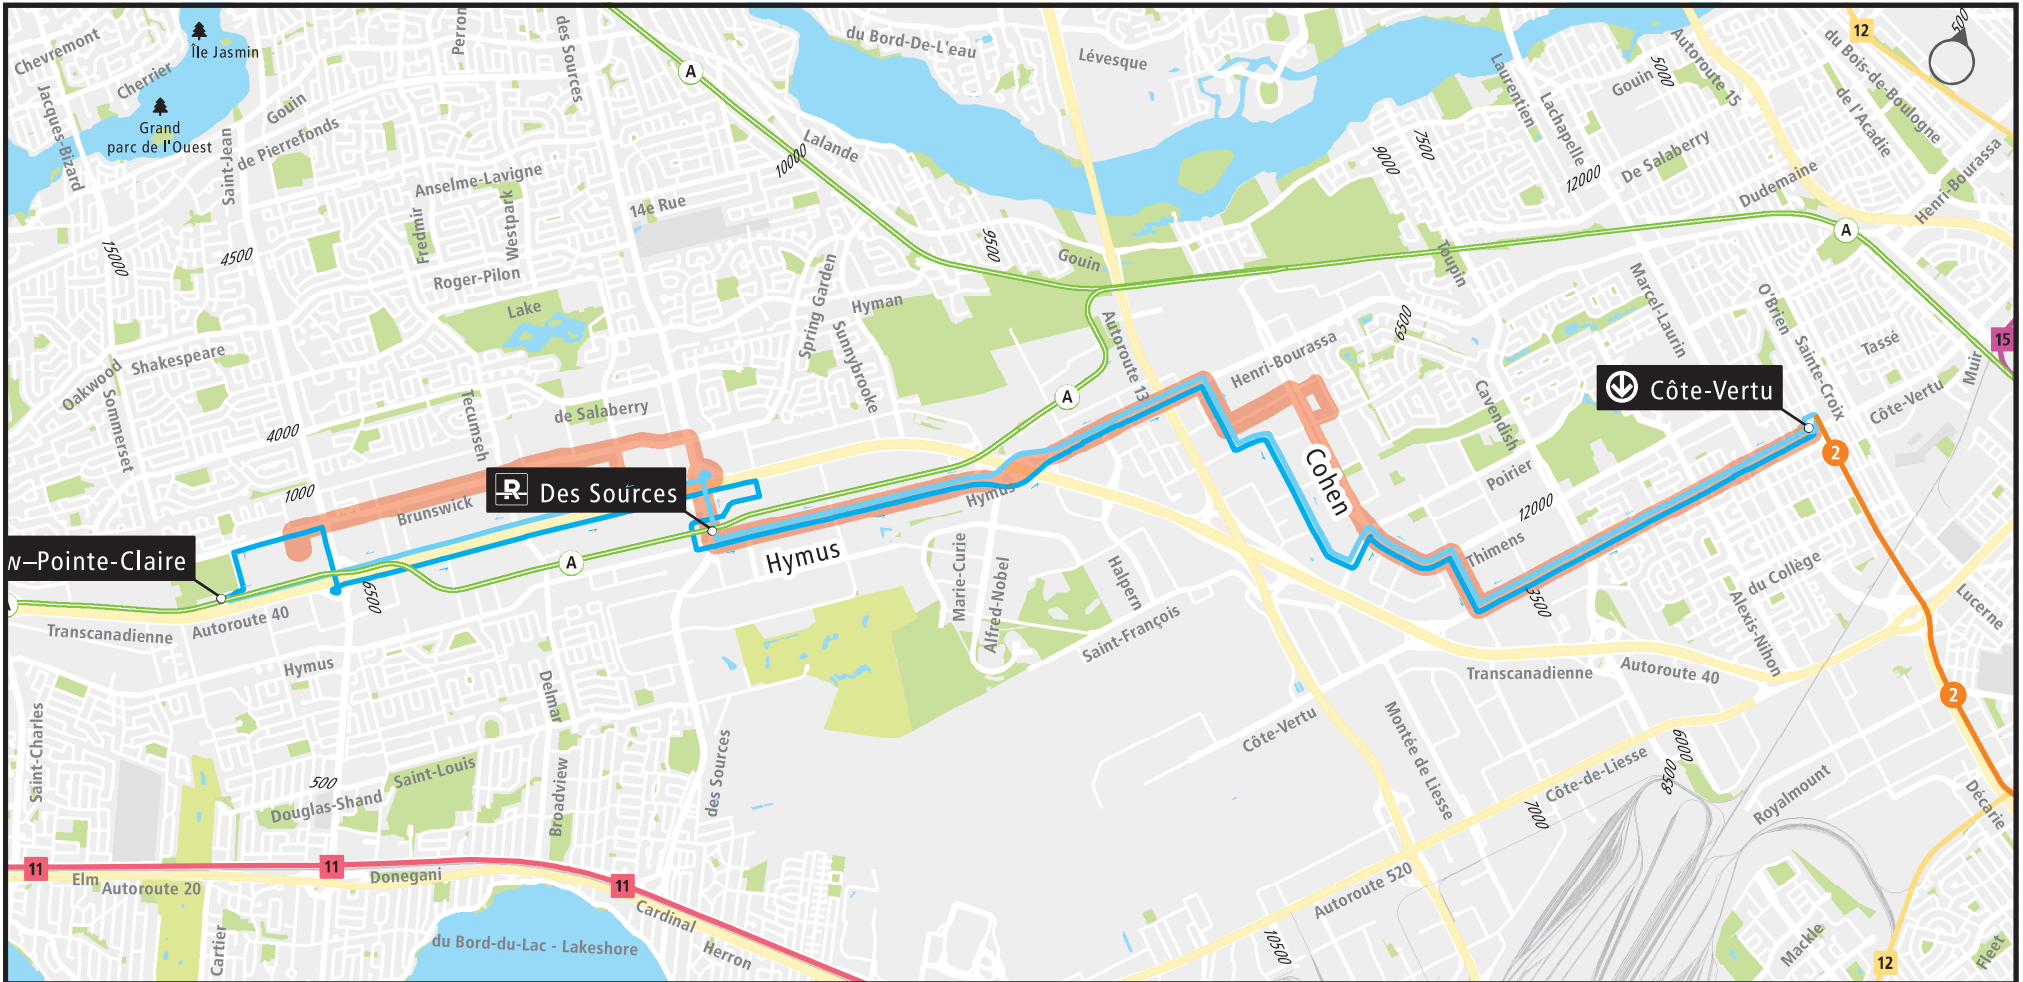 Chevremont
Île Jasmin
Cherrier
Grand
parc de l'Ouest
Jacques-Bizard
Gouin
Saint-Jean
de Pierrefonds
Perron
des Sources
A
Lalande
10000
du Bord-De-L'eau
Lévesque
Laurentien
Lachapelle
5000
Gouin
Autoroute 15
12
du Bois-de-Boulogne
de l'Acadie
500
Henri-Bourassa
7500
9000
12000
De Salaberry
Dudemaine
A
Anselme-Lavigne
Westpark
14e Rue
15000
4500
Roger-Pilon
Lake
Spring Garden
Hyman
Sunnybrooke
9500
Gouin
Autoroute 13
Toupin
Marcel-Laurin
O'Brien
Sainte-Croix
Tassé
15
Muir
Côte-Vertu
Oakwood
Shakespeare
Sommerset
4000
Tecumseh
de Salaberry
A
Henri-Bourassa
6500
Cavendish
Côte-Vertu
2
1000
Brunswick
Des Sources
Hymus
Cohen
Poirier
12000
Thimens
w–Pointe-Claire
A
Hymus
6500
Marie-Curie
Alfred-Nobel
Halpern
Saint-François
3500
du Collège
Alexis-Nihon
Lucerne
Transcanadienne
Autoroute 40
Hymus
Delmar
Transcanadienne
Autoroute 40
2
Saint-Charles
500
Douglas-Shand
Saint-Louis
Broadview
des Sources
Côte-Vertu
Montée de Liesse
Côte-de-Liesse
6000
8500
7000
Royalmount
Décarie
11
11
11
Elm
Autoroute 20
Donegani
Cartier
Cardinal
Herron
du Bord-du-Lac - Lakeshore
Autoroute 520
10500
Mackle
12
Fleet